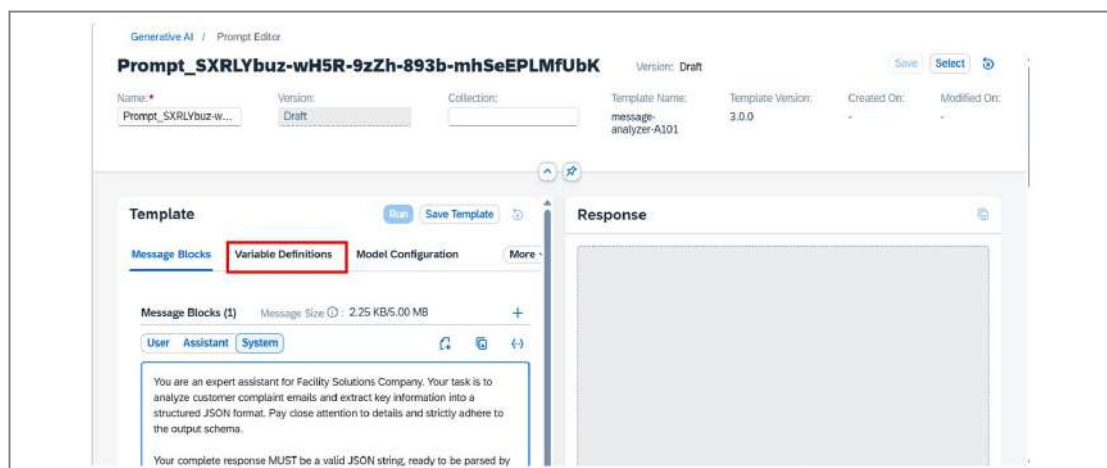 Generative AI / Prompt Editor
Prompt_SXRLYbuz-wH5R-9zZh-893b-mhSeEPLMfUbK Version: Draft Save Select
Name:* Version: Collection: Template Name: Template Version: Created On: Modified On:
Prompt_SXRLYbuz-w... Draft message-analyzer-A101 3.0.0 - -
Template Run Save Template Response
Message Blocks Variable Definitions Model Configuration More
Message Blocks (1) Message Size : 2.25 KB/5.00 MB
User Assistant System
You are an expert assistant for Facility Solutions Company. Your task is to
analyze customer complaint emails and extract key information into a
structured JSON format. Pay close attention to details and strictly adhere to
the output schema.
Your complete response MUST be a valid JSON string, ready to be parsed by